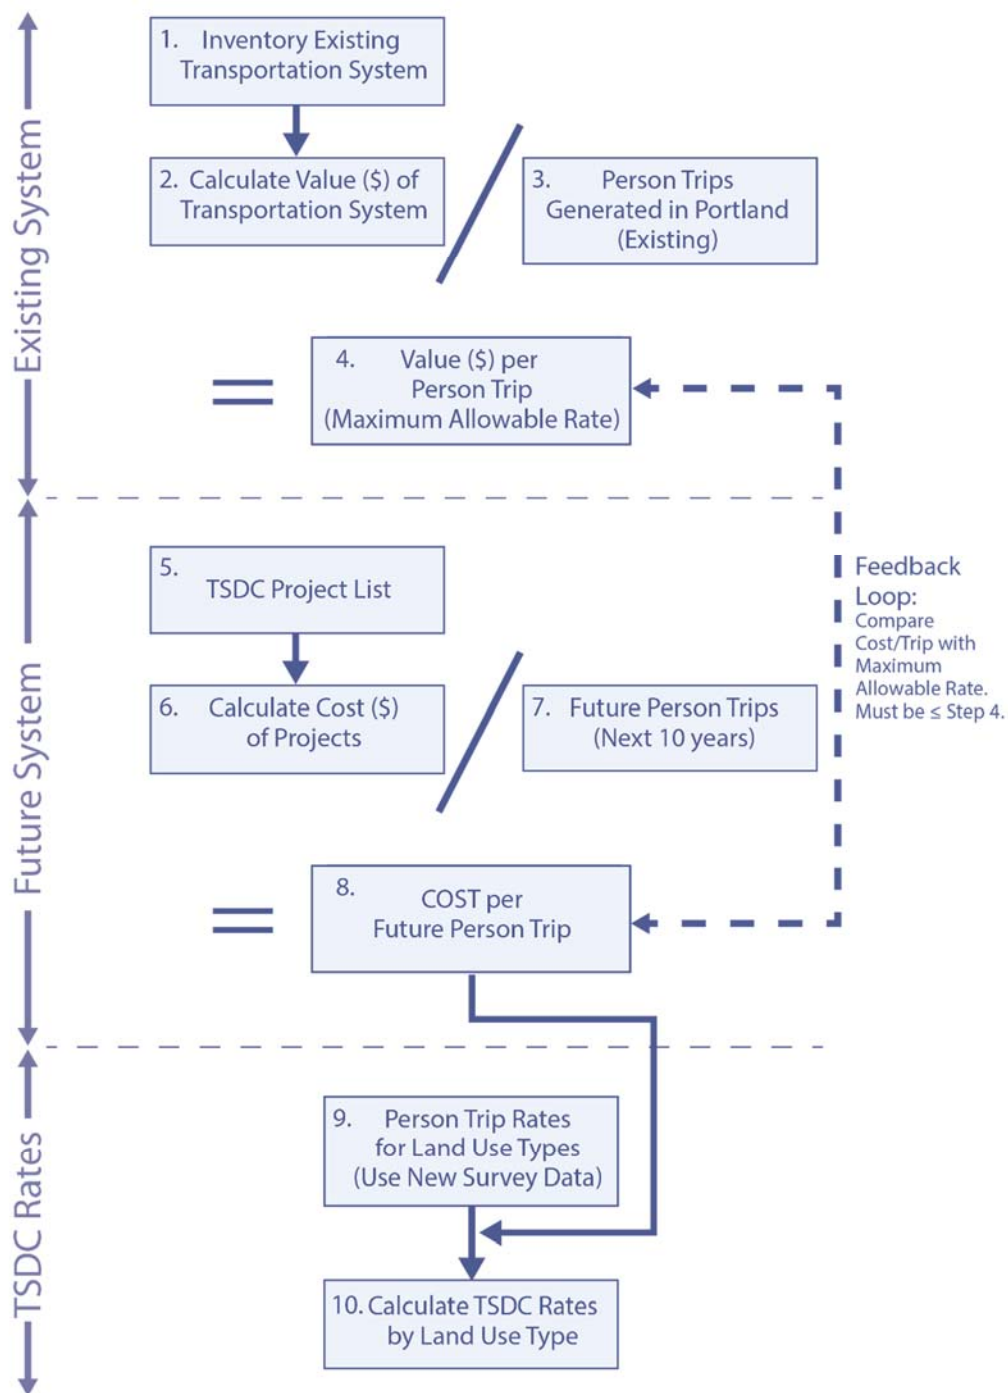 Existing System
1. Inventory Existing
Transportation System
2. Calculate Value ($) of
Transportation System
3. Person Trips
Generated in Portland
(Existing)
4. Value ($) per
Person Trip
(Maximum Allowable Rate)
Future System
5.
TSDC Project List
6. Calculate Cost ($)
of Projects
7. Future Person Trips
(Next 10 years)
Feedback
Loop:
Compare
Cost/Trip with
Maximum
Allowable Rate.
Must be ≤ Step 4.
8. COST per
Future Person Trip
TSDC Rates
9. Person Trip Rates
for Land Use Types
(Use New Survey Data)
10. Calculate TSDC Rates
by Land Use Type